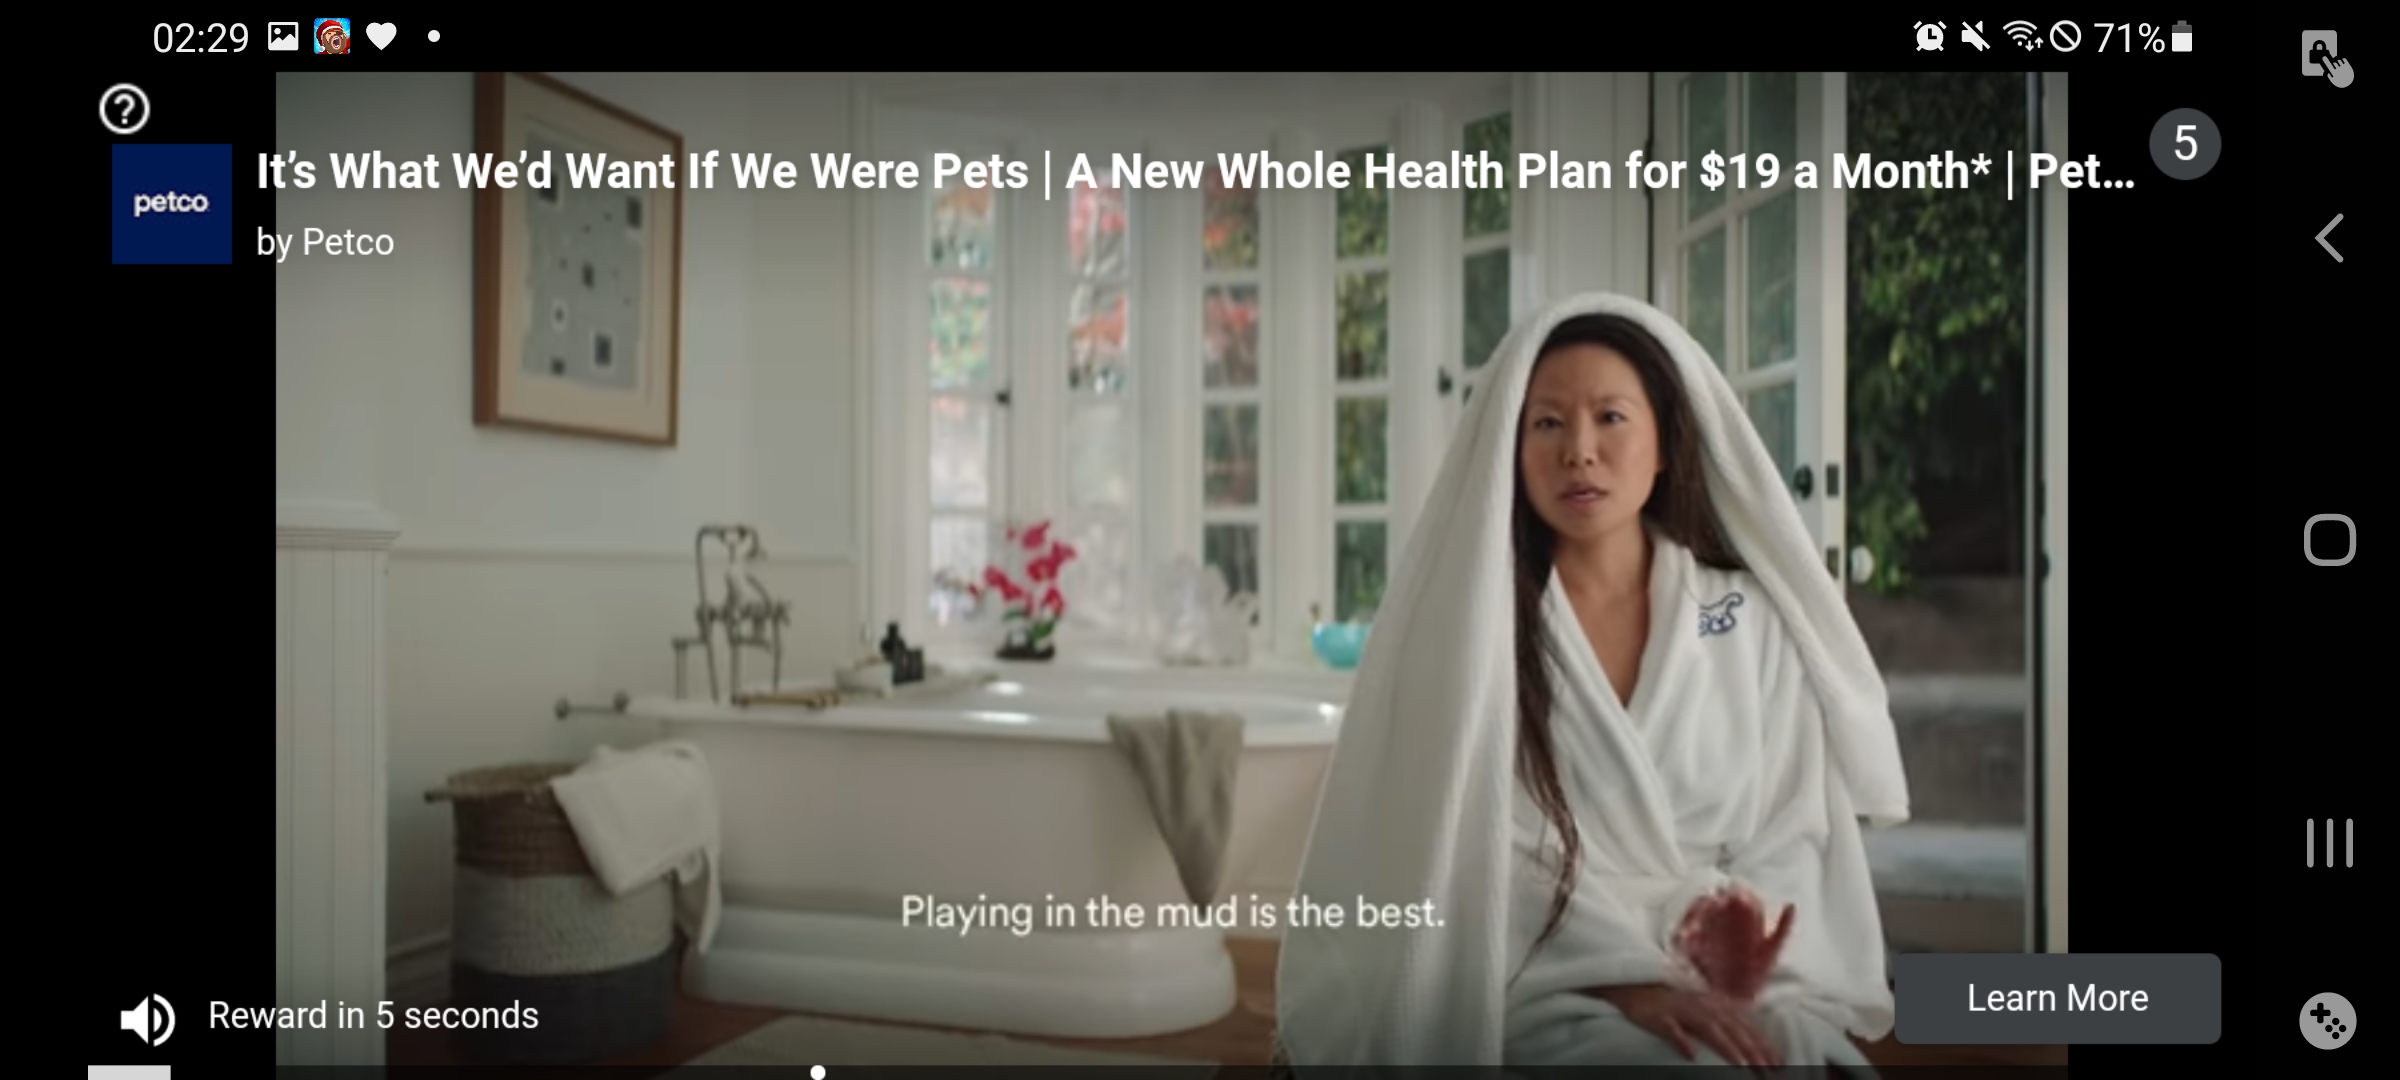 02:29
71%
5
petco
It’s What We’d Want If We Were Pets | A New Whole Health Plan for $19 a Month* | Pet...
by Petco
Playing in the mud is the best.
Reward in 5 seconds
Learn More